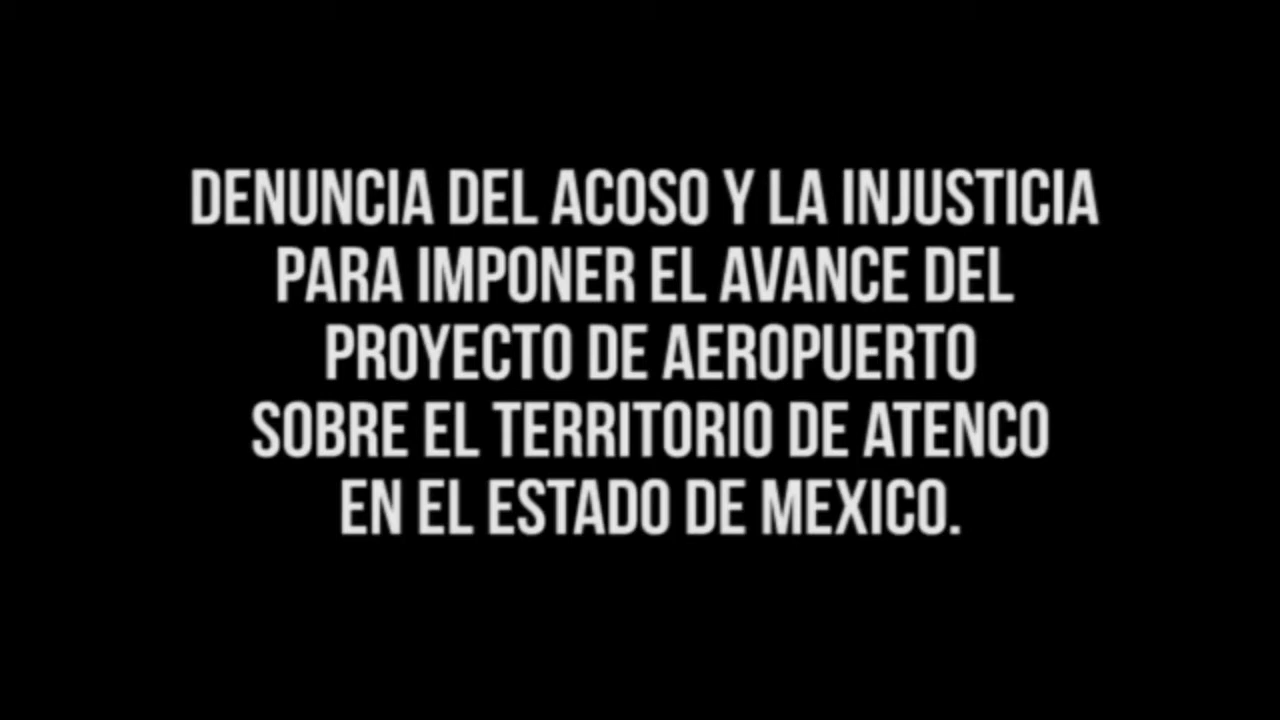 DENUNCIA DEL ACOSO Y LA INJUSTICIA
PARA IMPONER EL AVANCE DEL
PROYECTO DE AEROPUERTO
SOBRE EL TERRITORIO DE ATENCO
EN EL ESTADO DE MEXICO.